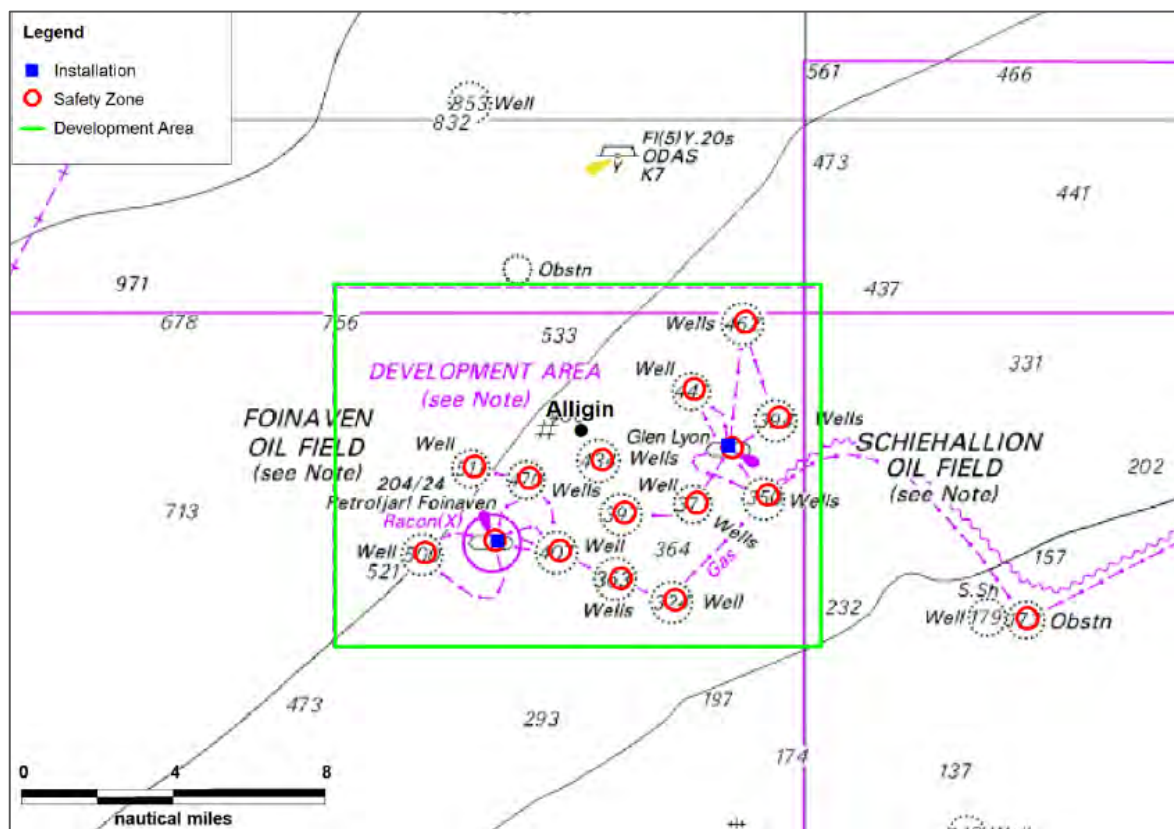 Legend
Installation
Safety Zone
Development Area
853 Well
832
Fl(5)Y.20s
ODAS
K7
Y
561
466
473
441
Obstn
971
678
756
533
437
331
DEVELOPMENT AREA
(see Note)
Wells
Well
Alligin
FOINAVEN
OIL FIELD
(see Note)
Glen Lyon
Wells
SCHIEHALLION
OIL FIELD
(see Note)
202
Well
Wells
204/24
Petrojarl Foinaven
Racon(X)
Wells
Well
Wells
Wells
713
Well
521
Well
364
Gas
Wells
Well
157
S.Sh
Well 179
Obstn
232
473
293
197
174
137
0 4 8
nautical miles